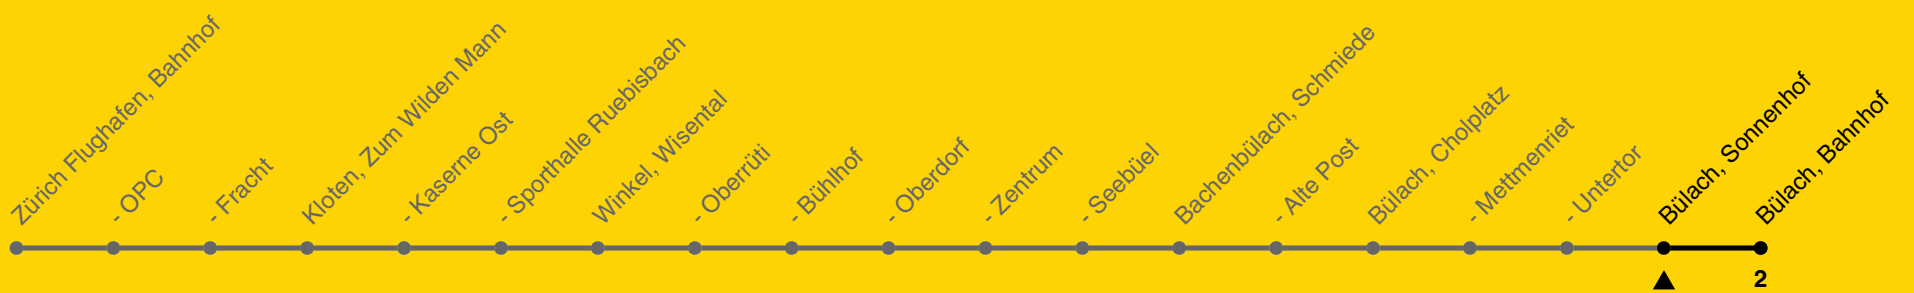 Zürich Flughafen, Bahnhof
- OPC
- Fracht
Kloten, Zum Wilden Mann
- Kaserne Ost
- Sporthalle Ruebisbach
Winkel, Wisental
- Oberrüti
- Bühlhof
- Oberdorf
- Zentrum
- Seebüel
Bachenbülach, Schmiede
- Alte Post
Bülach, Cholplatz
- Mettmenriet
- Untertor
Bülach, Sonnenhof
Bülach, Bahnhof
2